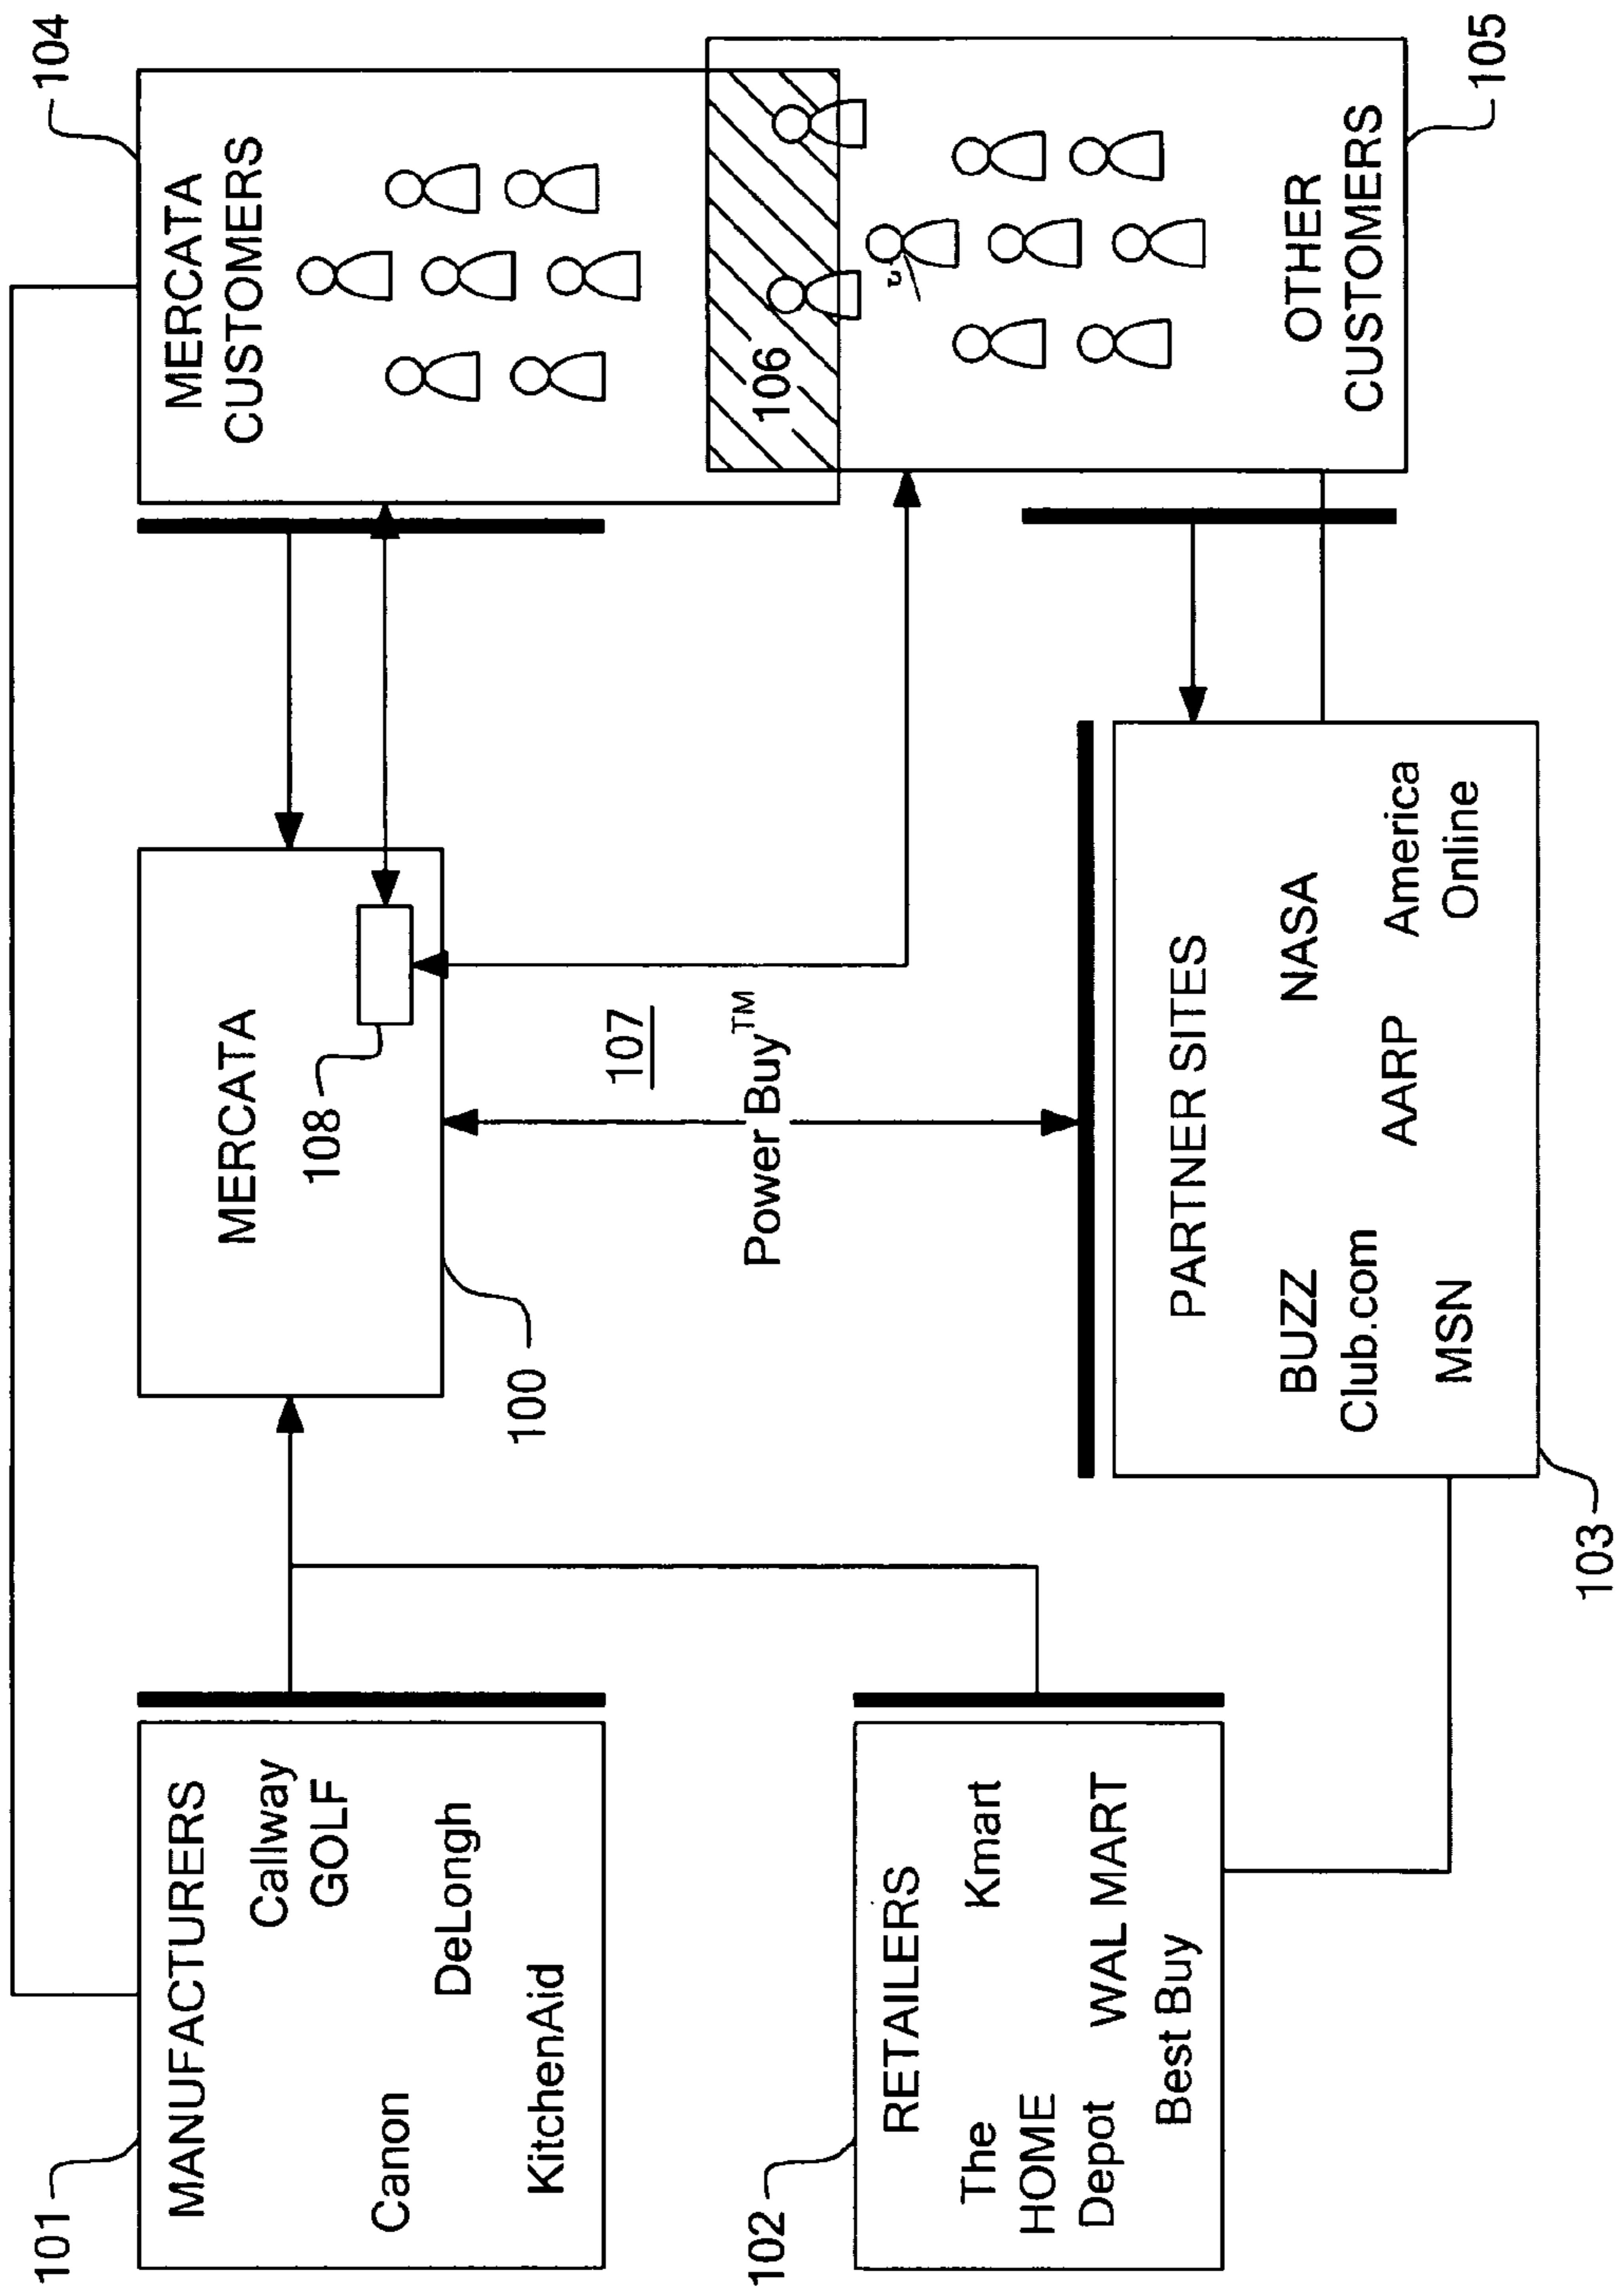 101
MANUFACTURERS
Callway
GOLF
Canon
DeLongh
KitchenAid
102
RETAILERS
The
HOME
Depot
Kmart
WAL MART
Best Buy
MERCATA
108
100
107
Power Buy™
PARTNER SITES
BUZZ
Club.com
NASA
AARP
MSN
America
Online
103
104
MERCATA
CUSTOMERS
106
OTHER
CUSTOMERS
105